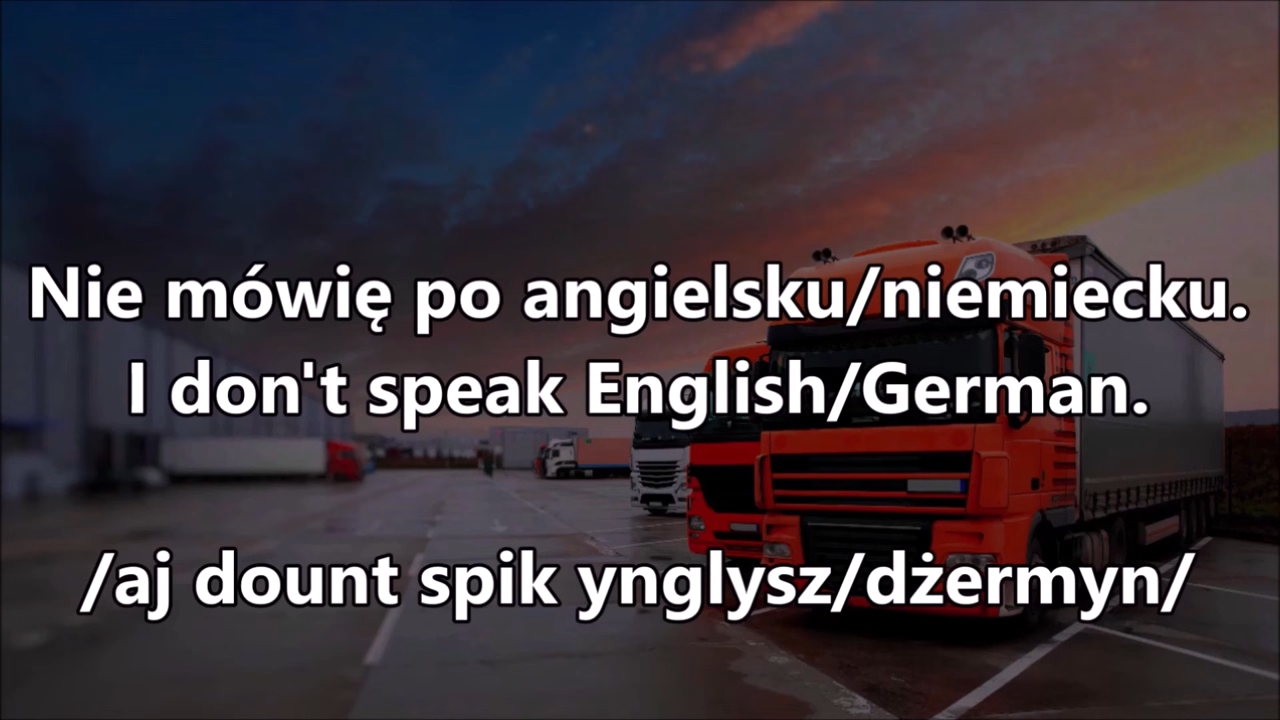 Nie mówię po angielsku/niemiecku.
I don't speak English/German.
/aj dount spik ynglysz/dżermyn/